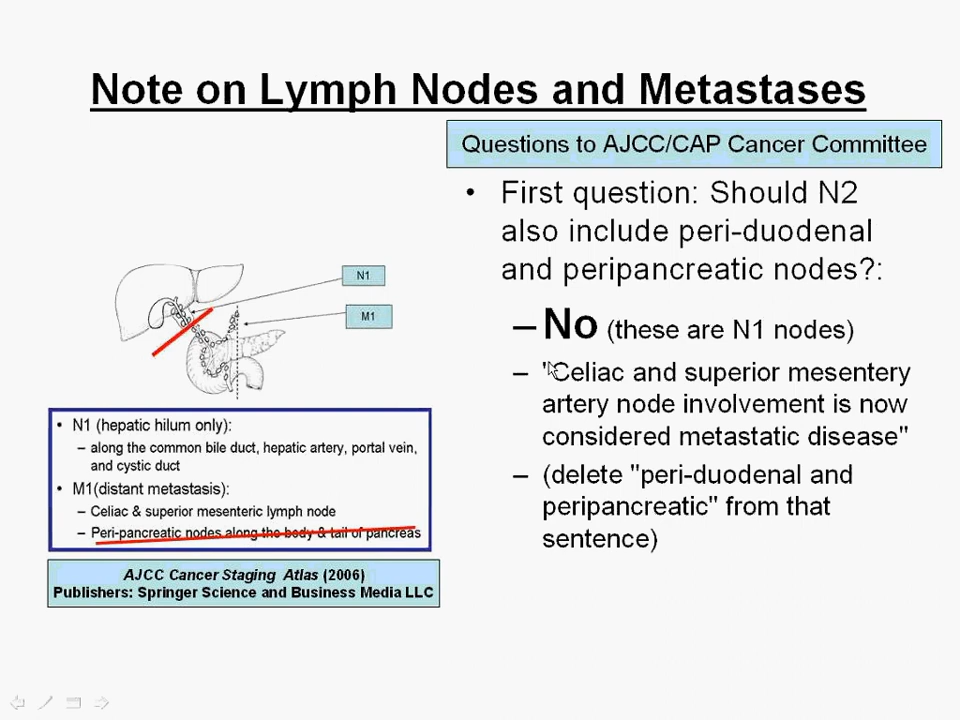 Note on Lymph Nodes and Metastases
Questions to AJCC/CAP Cancer Committee
• First question: Should N2
also include peri-duodenal
and peripancreatic nodes?:
– No (these are N1 nodes)
– "Celiac and superior mesentery
artery node involvement is now
considered metastatic disease"
– (delete "peri-duodenal and
peripancreatic" from that
sentence)
N1
M1
• N1 (hepatic hilum only):
– along the common bile duct, hepatic artery, portal vein,
and cystic duct
• M1(distant metastasis):
– Celiac & superior mesenteric lymph node
– Peri-pancreatic nodes along the body & tail of pancreas
AJCC Cancer Staging Atlas (2006)
Publishers: Springer Science and Business Media LLC